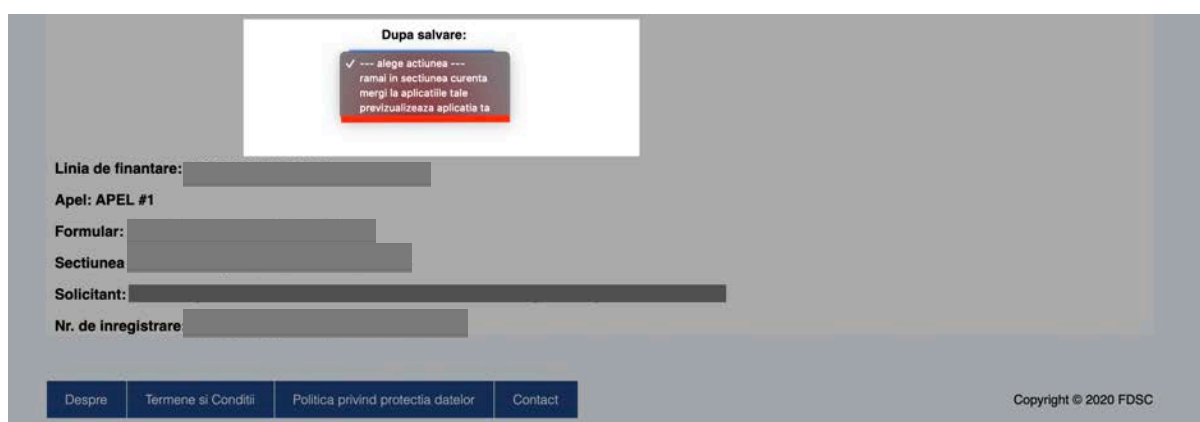 Dupa salvare:
✓ --- alege actiunea ---
ramai in sectiunea curenta
mergi la aplicatiile tale
previzualizeaza aplicatia ta
Linia de finantare:
Apel: APEL #1
Formular:
Sectiunea
Solicitant:
Nr. de inregistrare
Despre Termene si Conditii Politica privind protectia datelor Contact Copyright © 2020 FDSC